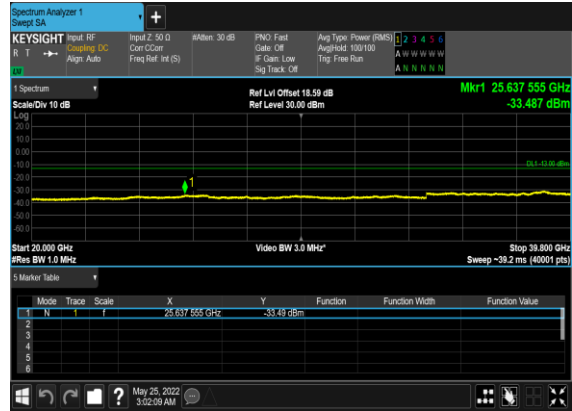 Spectrum Analyzer 1
Swept SA
+
KEYSIGHT Input: RF Input Z: 50 Ω #Atten: 30 dB PNO: Fast Avg Type: Power (RMS) 1 2 3 4 5 6
R T Coupling: DC Corr CCorr Gate: Off Avg|Hold: 100/100 A W W W W W
Align: Auto Freq Ref: Int (S) IF Gain: Low Trig: Free Run
Sig Track: Off A N N N N N
1 Spectrum Ref Lvl Offset 18.59 dB Mkr1 25.637 555 GHz
Scale/Div 10 dB Ref Level 30.00 dBm -33.487 dBm
Log
20.0
10.0
0.00
-10.0
DL1 -13.00 dBm
-20.0
1
-30.0
-40.0
-50.0
-60.0
Start 20.000 GHz Video BW 3.0 MHz* Stop 39.800 GHz
#Res BW 1.0 MHz Sweep ~39.2 ms (40001 pts)
5 Marker Table
Mode Trace Scale X Y Function Function Width Function Value
1 N 1 f 25.637 555 GHz -33.49 dBm
2
3
4
5
6
? May 25, 2022
3:02:09 AM